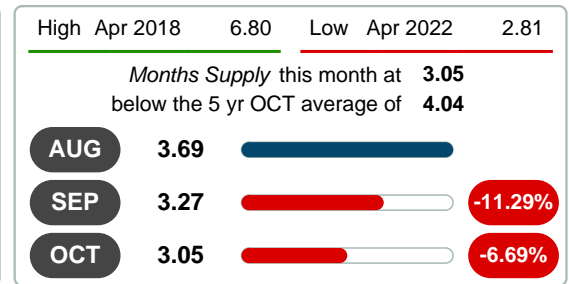 High Apr 2018 6.80 Low Apr 2022 2.81
Months Supply this month at 3.05
below the 5 yr OCT average of 4.04
AUG 3.69
SEP 3.27 -11.29%
OCT 3.05 -6.69%